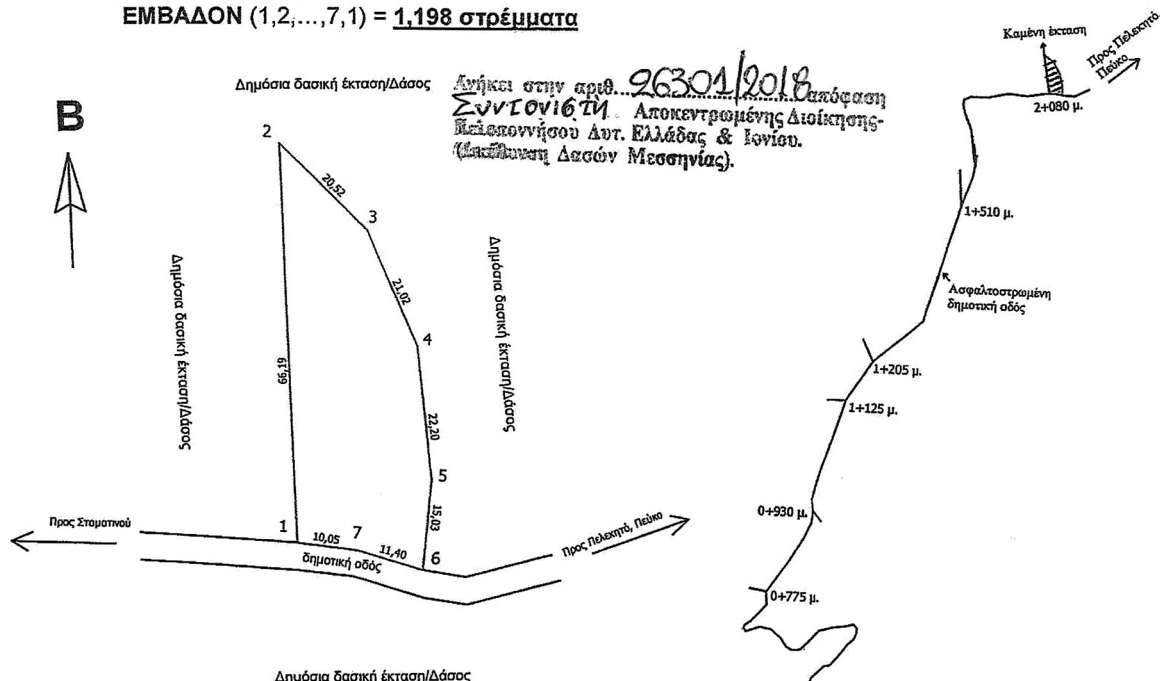 ΕΜΒΑΔΟΝ (1,2,...,7,1) = 1,198 στρέμματα
Δημόσια δασική έκταση/Δάσος
Ανήκει στην αριθ. 26301/2018 απόφαση
Συντονιστή Αποκεντρωμένης Διοίκησης-
Πελοποννήσου Δυτ. Ελλάδας & Ιονίου.
Δασών Μεσσηνίας).
Β
2
20,52
3
21,02
4
22,20
5
15,03
6
11,40
7
10,05
1
66,19
Δημόσια δασική έκταση/Δάσος
Δημόσια δασική έκταση/Δάσος
Προς Σταματινού
δημοτική οδός
Προς Πελεκητό, Πεύκο
Δημόσια δασική έκταση/Δάσος
Καμένη έκταση
Προς Πελεκητό
Πεύκο
2+080 μ.
1+510 μ.
Ασφαλτοστρωμένη
δημοτική οδός
1+205 μ.
1+125 μ.
0+930 μ.
0+775 μ.